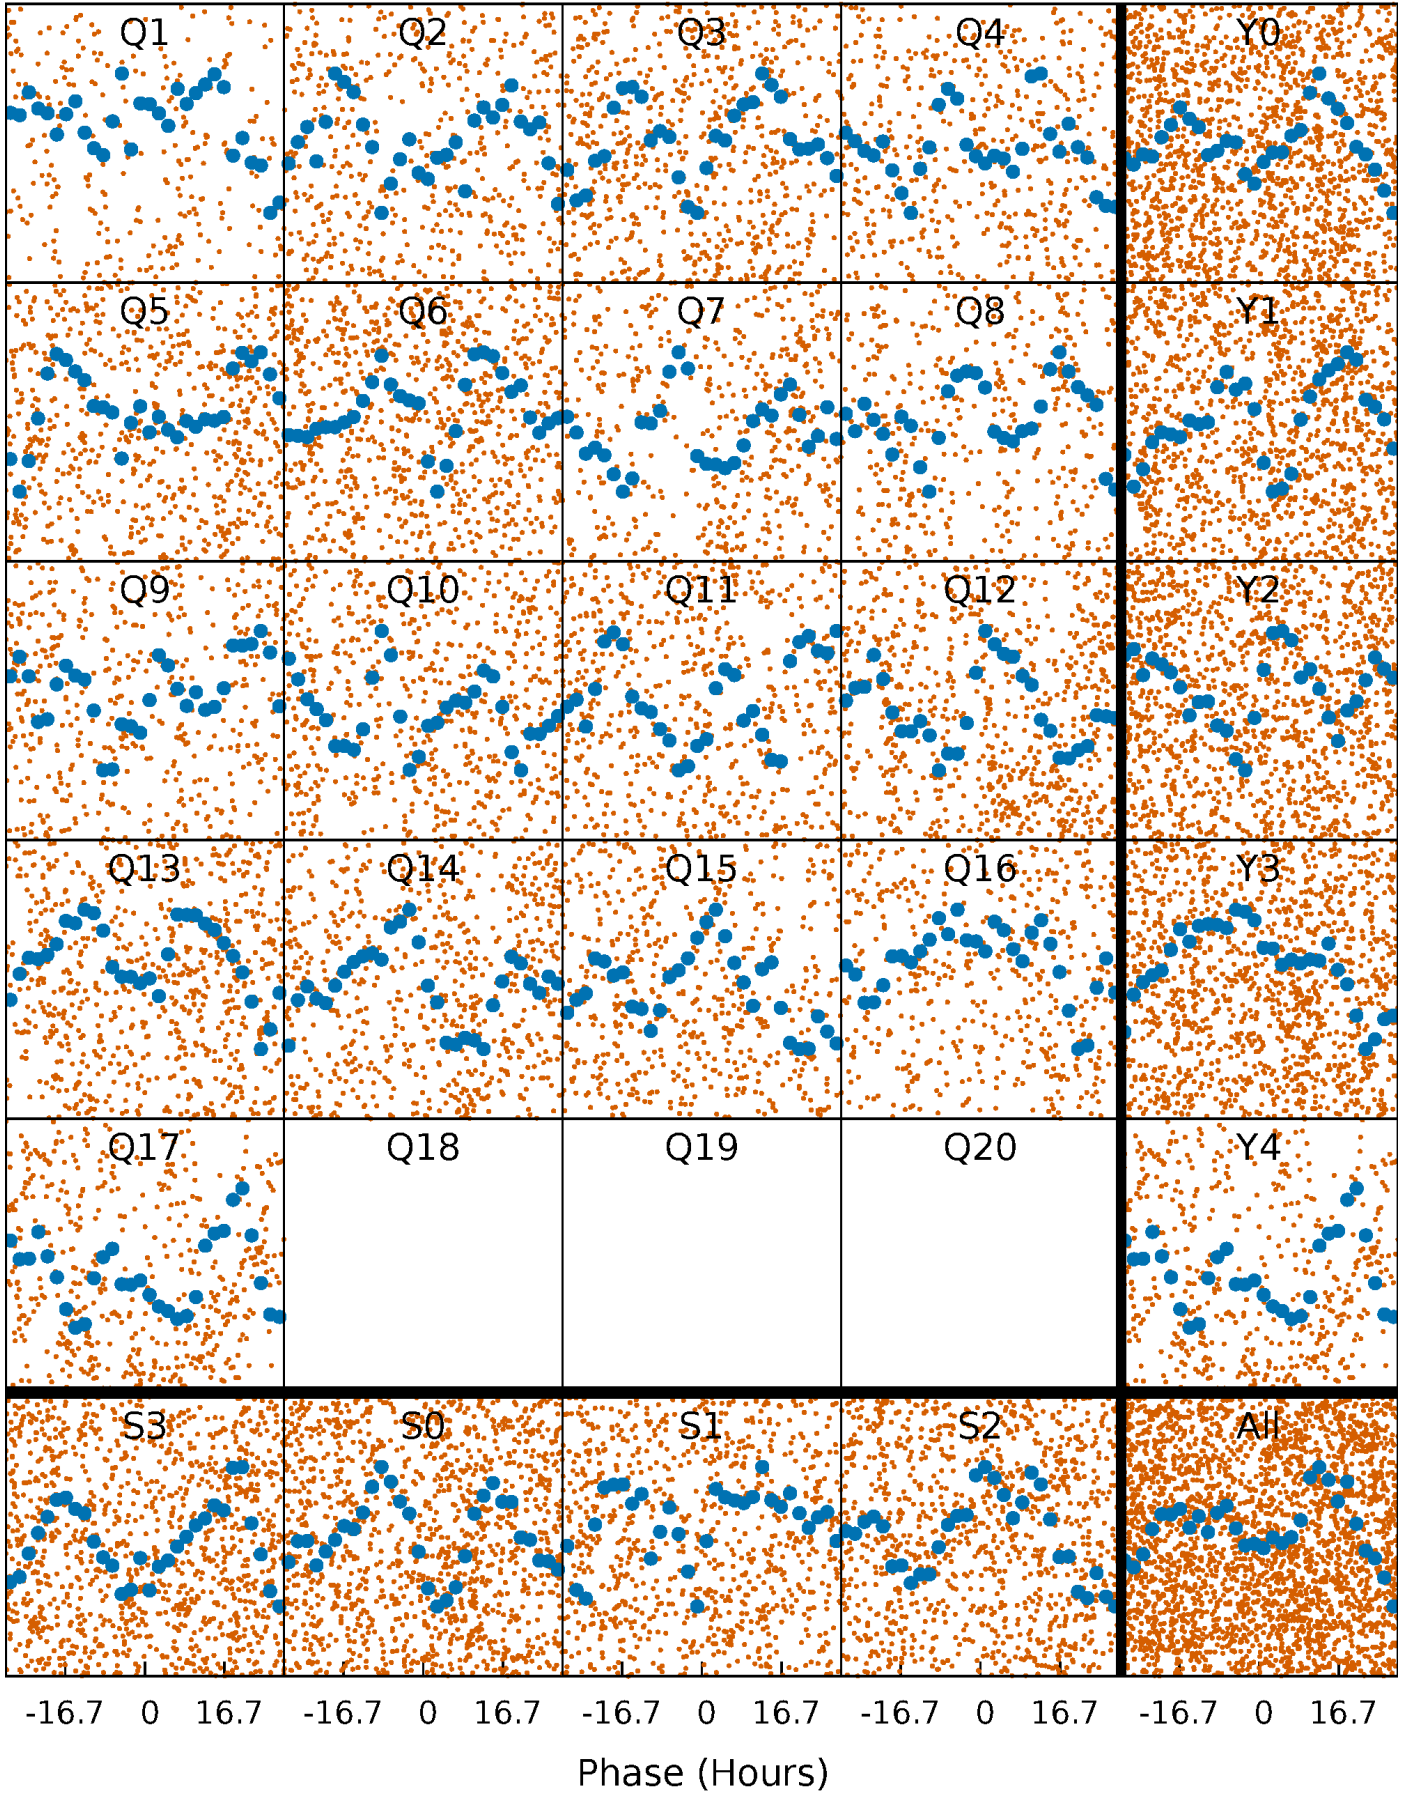 Q1 Q2 Q3 Q4 Y0
Q5 Q6 Q7 Q8 Y1
Q9 Q10 Q11 Q12 Y2
Q13 Q14 Q15 Q16 Y3
Q17 Q18 Q19 Q20 Y4
S3 S0 S1 S2 All
-16.7 0 16.7 -16.7 0 16.7 -16.7 0 16.7 -16.7 0 16.7 -16.7 0 16.7
Phase (Hours)